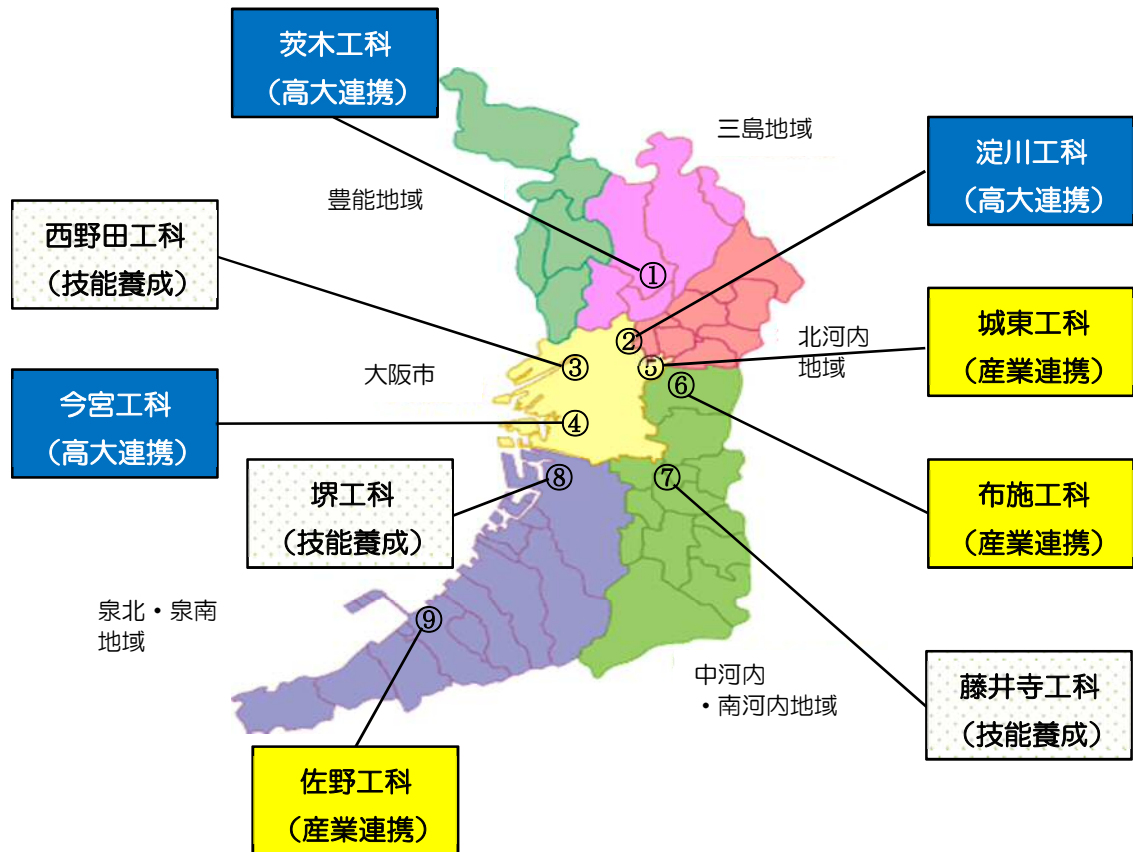 茨木工科
（高大連携）
三島地域
淀川工科
（高大連携）
豊能地域
西野田工科
（技能養成）
①
②
北河内
地域
城東工科
（産業連携）
大阪市
③
⑤
⑥
今宮工科
（高大連携）
④
堺工科
（技能養成）
⑧
⑦
布施工科
（産業連携）
泉北・泉南
地域
⑨
中河内
・南河内地域
藤井寺工科
（技能養成）
佐野工科
（産業連携）